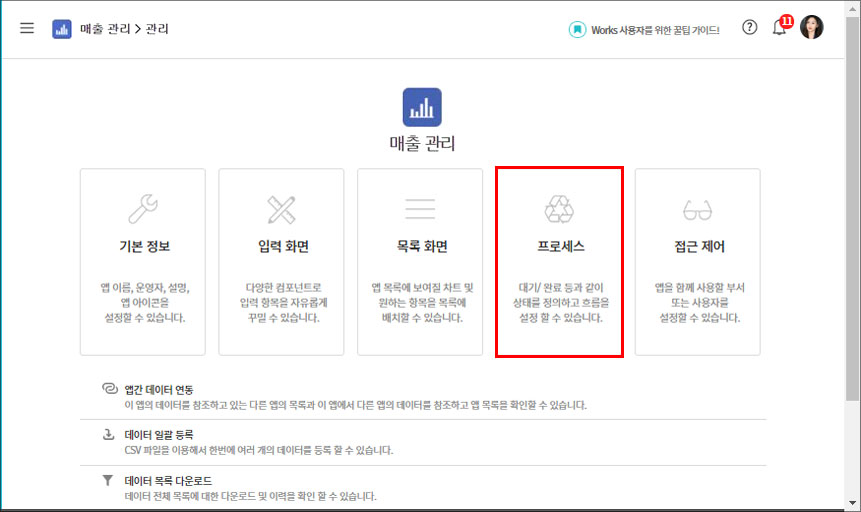 매출 관리 > 관리
Works 사용자를 위한 꿀팁 가이드!
11
매출 관리
기본 정보
앱 이름, 운영자, 설명,
앱 아이콘을
설정할 수 있습니다.
입력 화면
다양한 컴포넌트로
입력 항목을 자유롭게
꾸밀 수 있습니다.
목록 화면
앱 목록에 보여질 차트 및
원하는 항목을 목록에
배치할 수 있습니다.
프로세스
대기/ 완료 등과 같이
상태를 정의하고 흐름을
설정 할 수 있습니다.
접근 제어
앱을 함께 사용할 부서
또는 사용자를
설정할 수 있습니다.
앱간 데이터 연동
이 앱의 데이터를 참조하고 있는 다른 앱의 목록과 이 앱에서 다른 앱의 데이터를 참조하고 앱 목록을 확인할 수 있습니다.
데이터 일괄 등록
CSV 파일을 이용해서 한번에 여러 개의 데이터를 등록 할 수 있습니다.
데이터 목록 다운로드
데이터 전체 목록에 대한 다운로드 및 이력을 확인 할 수 있습니다.